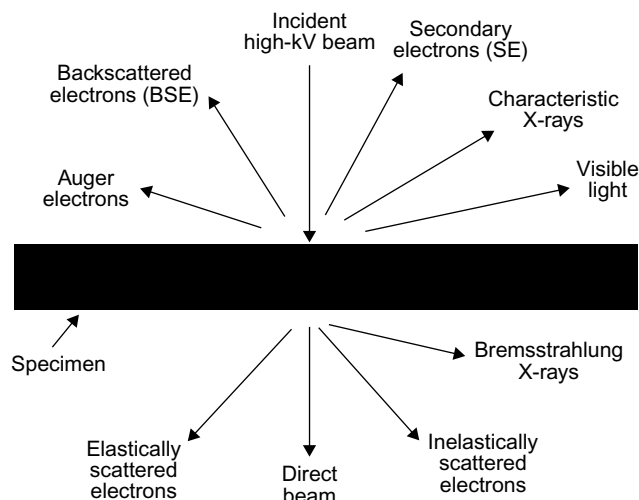 Incident
high-kV beam
Secondary
electrons (SE)
Backscattered
electrons (BSE)
Characteristic
X-rays
Auger
electrons
Visible
light
Specimen
Bremsstrahlung
X-rays
Elastically
scattered
electrons
Direct
beam
Inelastically
scattered
electrons